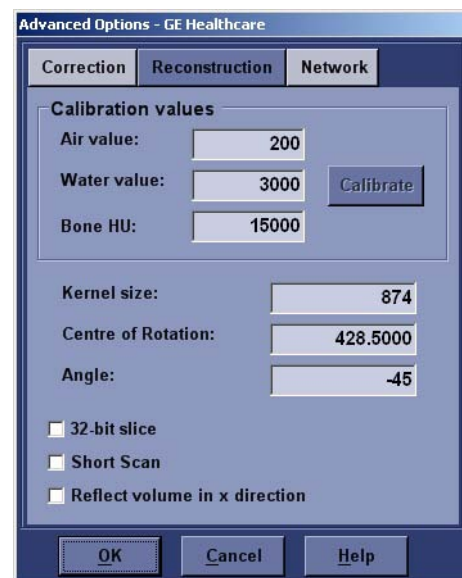 Advanced Options - GE Healthcare
Correction Reconstruction Network
Calibration values
Air value: 200
Water value: 3000 Calibrate
Bone HU: 15000
Kernel size: 874
Centre of Rotation: 428.5000
Angle: -45
32-bit slice
Short Scan
Reflect volume in x direction
OK Cancel Help